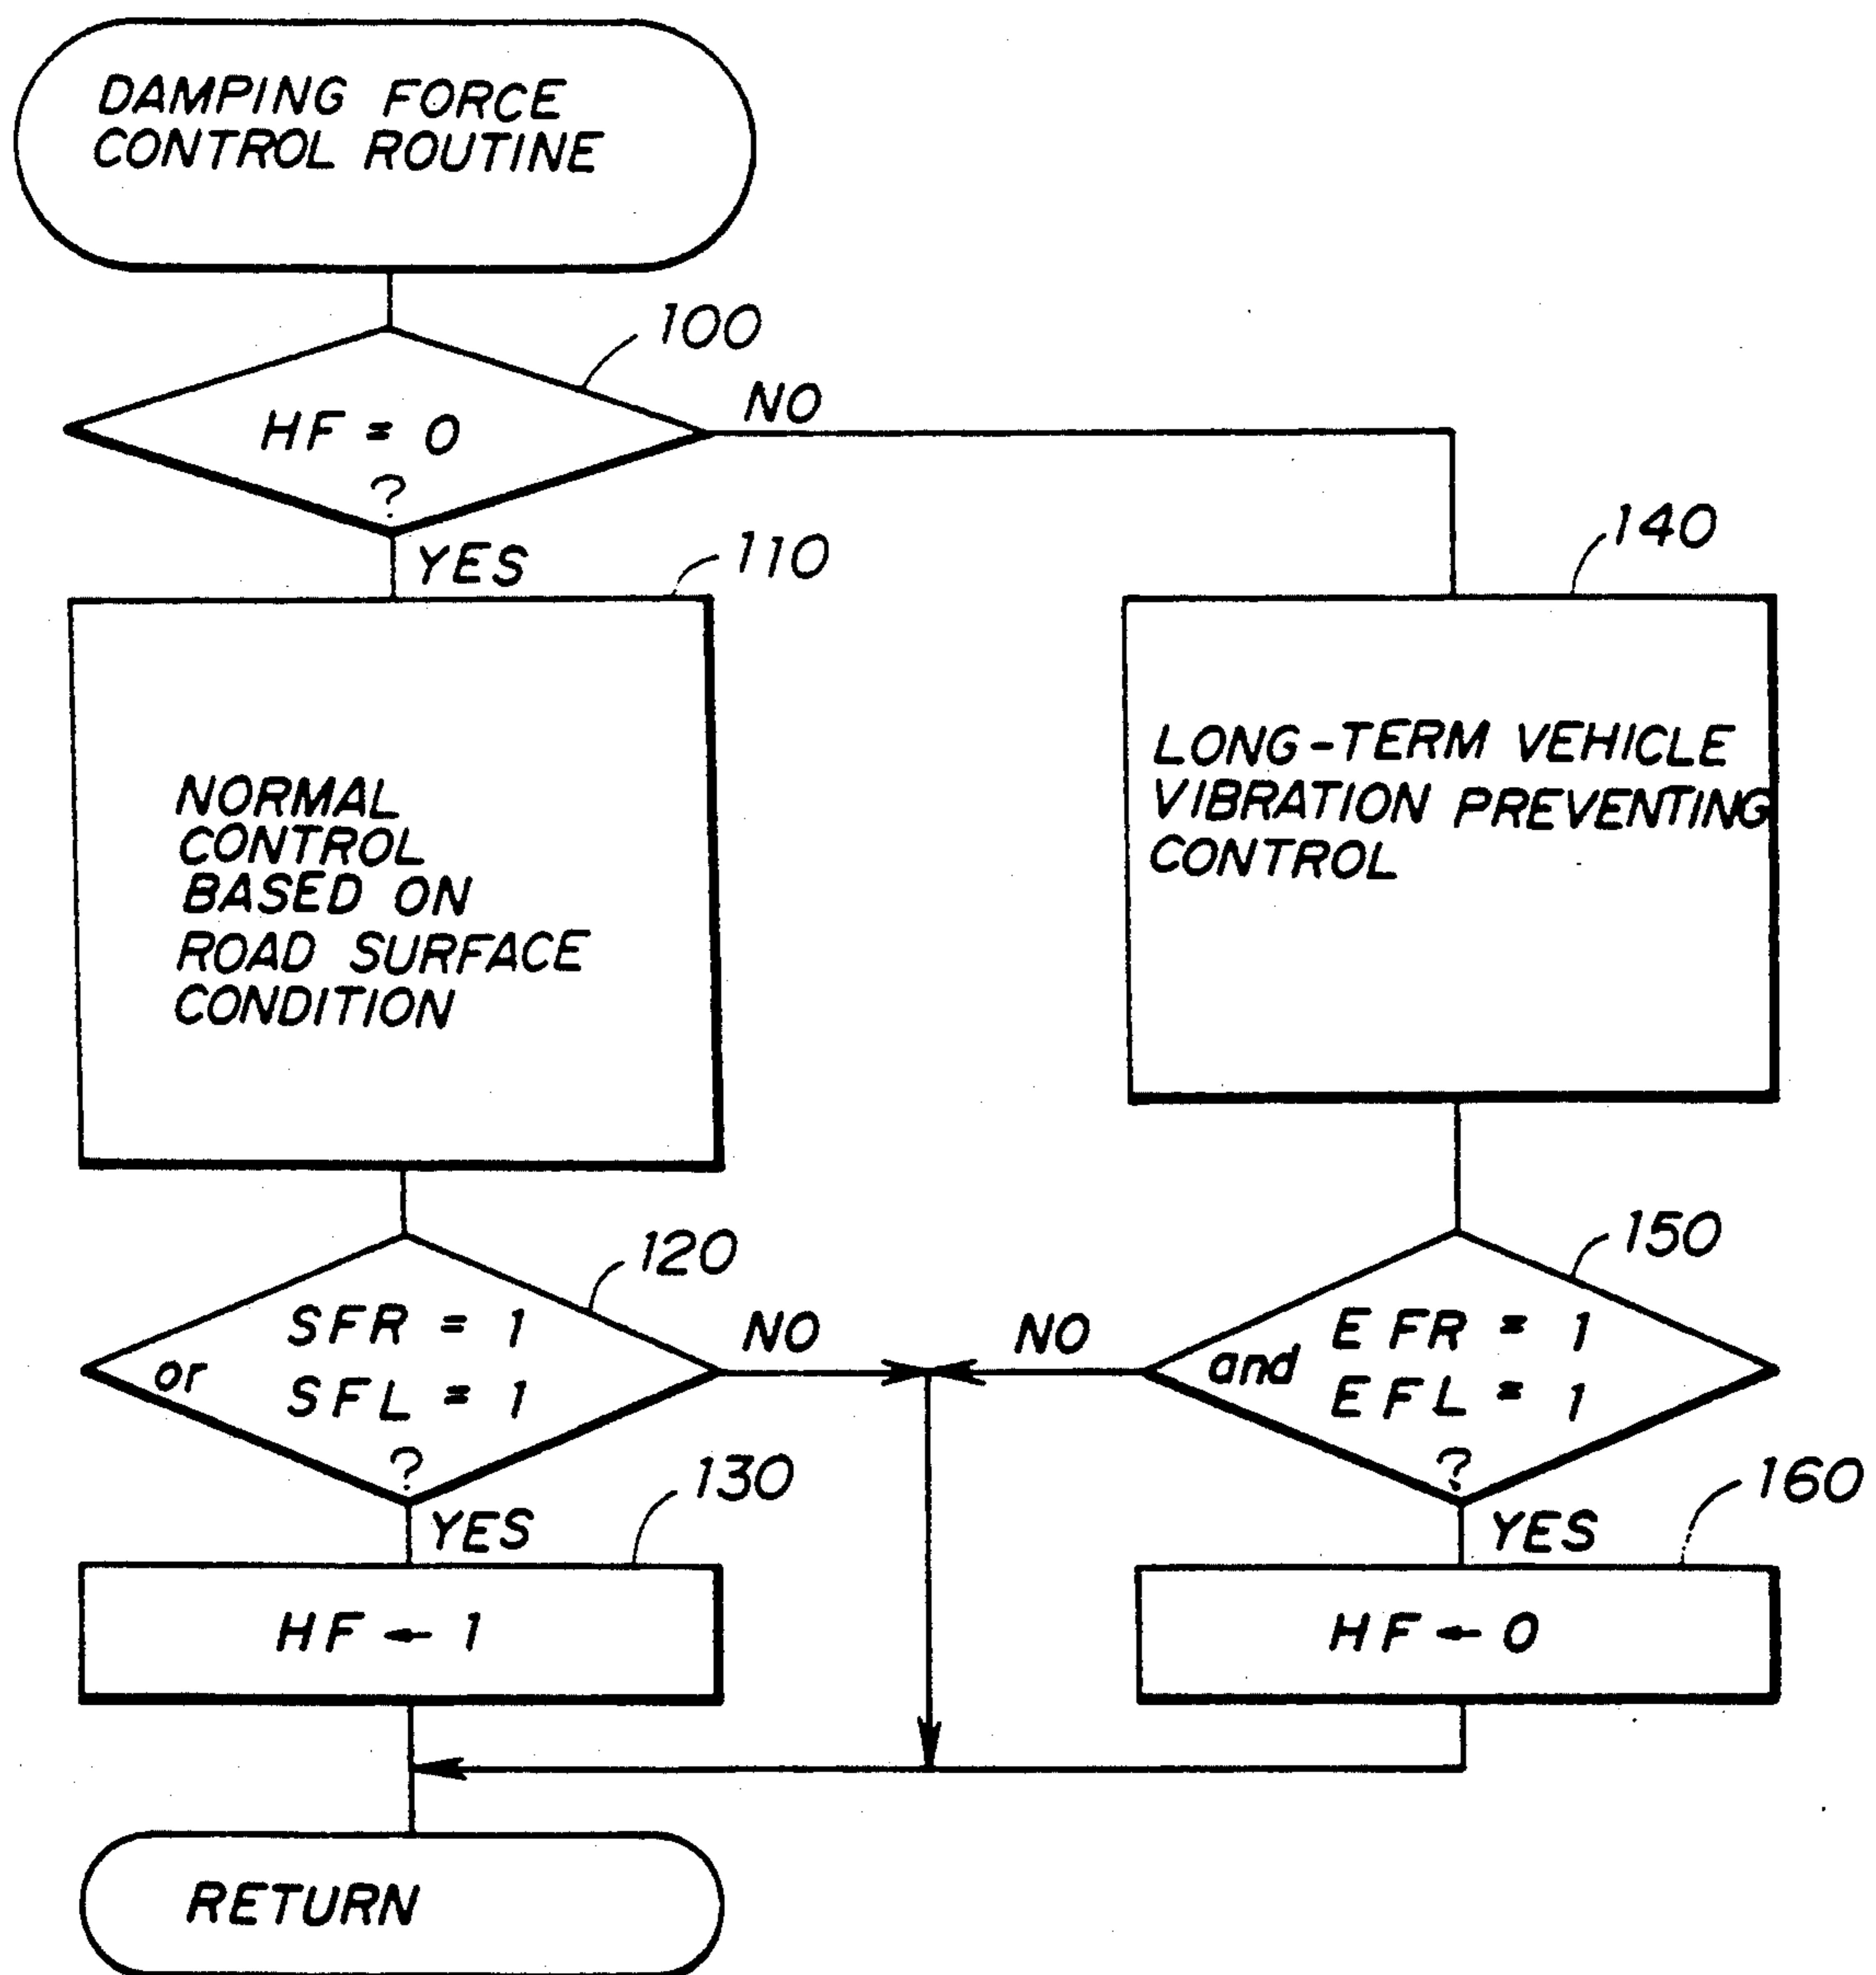 DAMPING FORCE
CONTROL ROUTINE
100
HF = 0
?
NO
YES
110
NORMAL
CONTROL
BASED ON
ROAD SURFACE
CONDITION
140
LONG-TERM VEHICLE
VIBRATION PREVENTING
CONTROL
120
SFR = 1
or
SFL = 1
?
NO
YES
130
HF ← 1
150
EFR = 1
and
EFL = 1
?
NO
YES
160
HF ← 0
RETURN